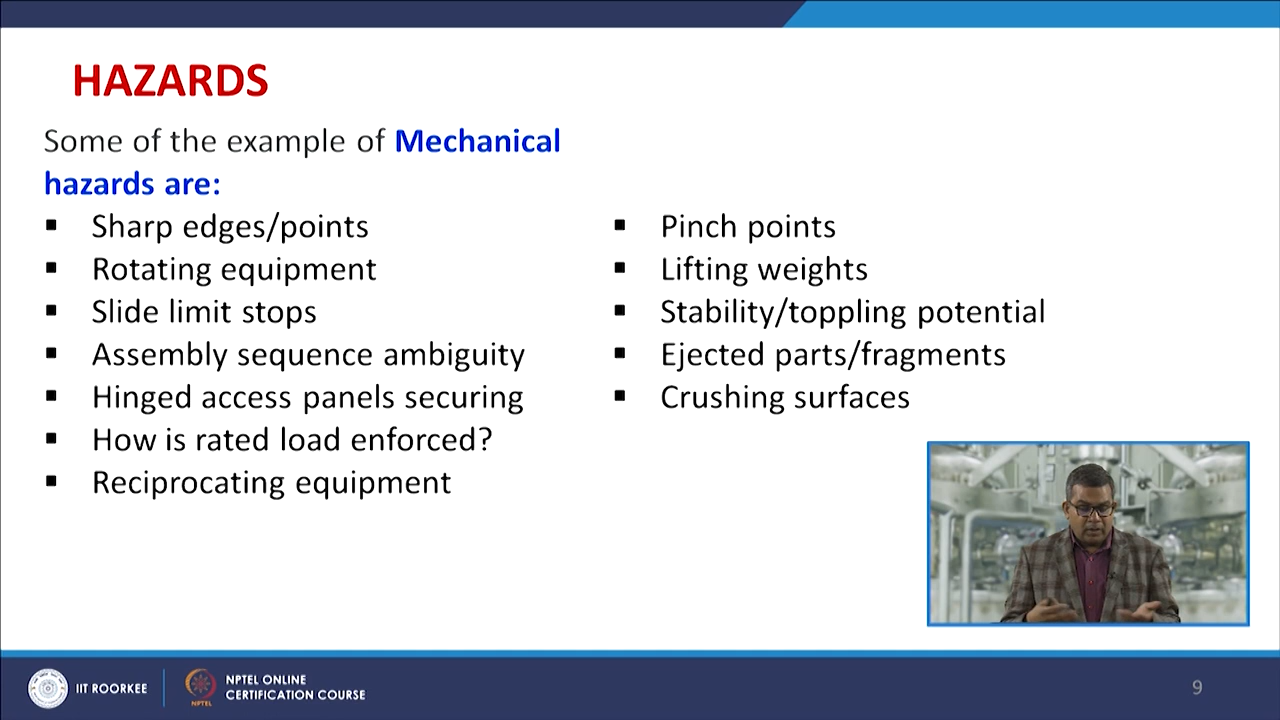 HAZARDS
Some of the example of Mechanical
hazards are:
▪ Sharp edges/points
▪ Rotating equipment
▪ Slide limit stops
▪ Assembly sequence ambiguity
▪ Hinged access panels securing
▪ How is rated load enforced?
▪ Reciprocating equipment
▪ Pinch points
▪ Lifting weights
▪ Stability/toppling potential
▪ Ejected parts/fragments
▪ Crushing surfaces
IIT ROORKEE
NPTEL
NPTEL ONLINE
CERTIFICATION COURSE
9